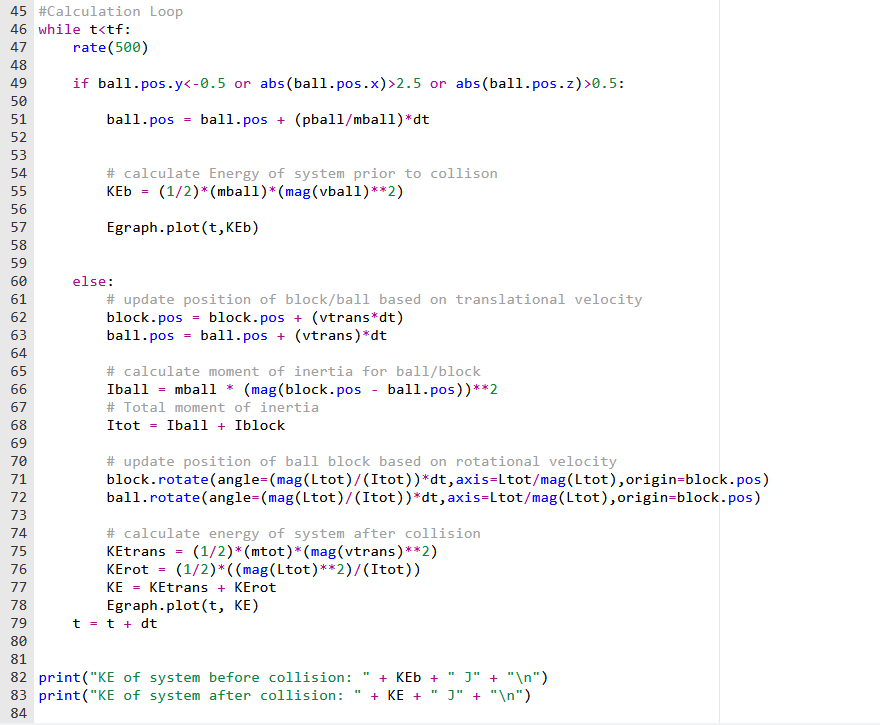 45 #Calculation Loop
46 while t<tf:
47     rate(500)
48
49     if ball.pos.y<-0.5 or abs(ball.pos.x)>2.5 or abs(ball.pos.z)>0.5:
50
51         ball.pos = ball.pos + (pball/mball)*dt
52
53
54         # calculate Energy of system prior to collison
55         KEb = (1/2)*(mball)*(mag(vball)**2)
56
57         Egraph.plot(t,KEb)
58
59
60     else:
61         # update position of block/ball based on translational velocity
62         block.pos = block.pos + (vtrans*dt)
63         ball.pos = ball.pos + (vtrans)*dt
64
65         # calculate moment of inertia for ball/block
66         Iball = mball * (mag(block.pos - ball.pos))**2
67         # Total moment of inertia
68         Itot = Iball + Iblock
69
70         # update position of ball block based on rotational velocity
71         block.rotate(angle=(mag(Ltot)/(Itot))*dt,axis=Ltot/mag(Ltot),origin=block.pos)
72         ball.rotate(angle=(mag(Ltot)/(Itot))*dt,axis=Ltot/mag(Ltot),origin=block.pos)
73
74         # calculate energy of system after collision
75         KEtrans = (1/2)*(mtot)*(mag(vtrans)**2)
76         KErot = (1/2)*((mag(Ltot)**2)/(Itot))
77         KE = KEtrans + KErot
78         Egraph.plot(t, KE)
79     t = t + dt
80
81
82 print("KE of system before collision: " + KEb + " J" + "\n")
83 print("KE of system after collision: " + KE + " J" + "\n")
84